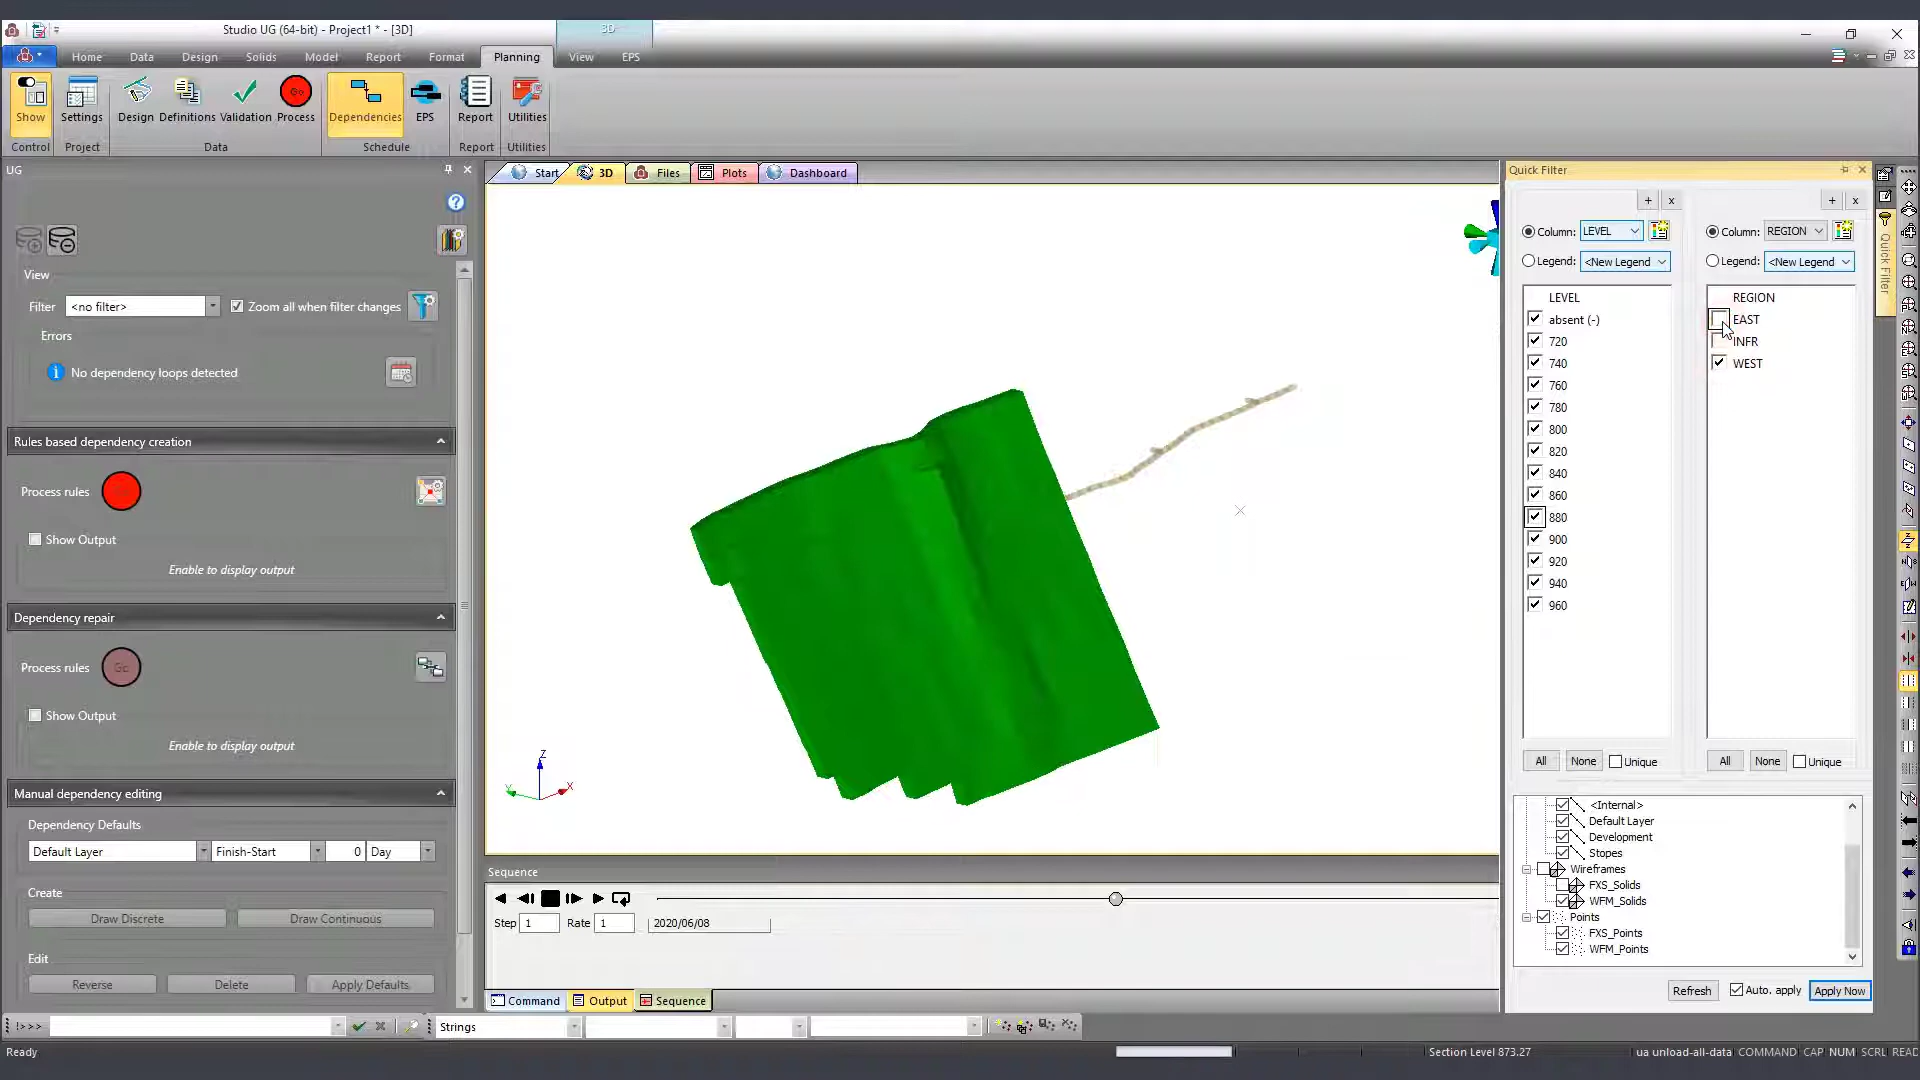 Studio UG (64-bit) - Project1 * - [3D]
3D
Home Data Design Solids Model Report Format Planning View EPS
Show Settings Design Definitions Validation Process Dependencies EPS Report Utilities
Go
Control Project Data Schedule Report Utilities
UG
View
Filter <no filter> Zoom all when filter changes
Errors
No dependency loops detected
Rules based dependency creation
Process rules
Show Output
Enable to display output
Dependency repair
Process rules Go
Show Output
Enable to display output
Manual dependency editing
Dependency Defaults
Default Layer Finish-Start 0 Day
Create
Draw Discrete Draw Continuous
Edit
Reverse Delete Apply Defaults
Start 3D Files Plots Dashboard
Z
Y X
Sequence
Step 1 Rate 1 2020/06/08
Command Output Sequence
Quick Filter
+ x + x
Column: LEVEL Column: REGION
Legend: <New Legend Legend: <New Legend
LEVEL
absent (-)
720
740
760
780
800
820
840
860
880
900
920
940
960
REGION
EAST
INFR
WEST
All None Unique All None Unique
<Internal>
Default Layer
Development
Stopes
Wireframes
FXS_Solids
WFM_Solids
Points
FXS_Points
WFM_Points
Refresh Auto. apply Apply Now
Quick Filter
!>>> Strings
Ready Section Level 873.27 ua unload-all-data COMMAND CAP NUM SCRL READ